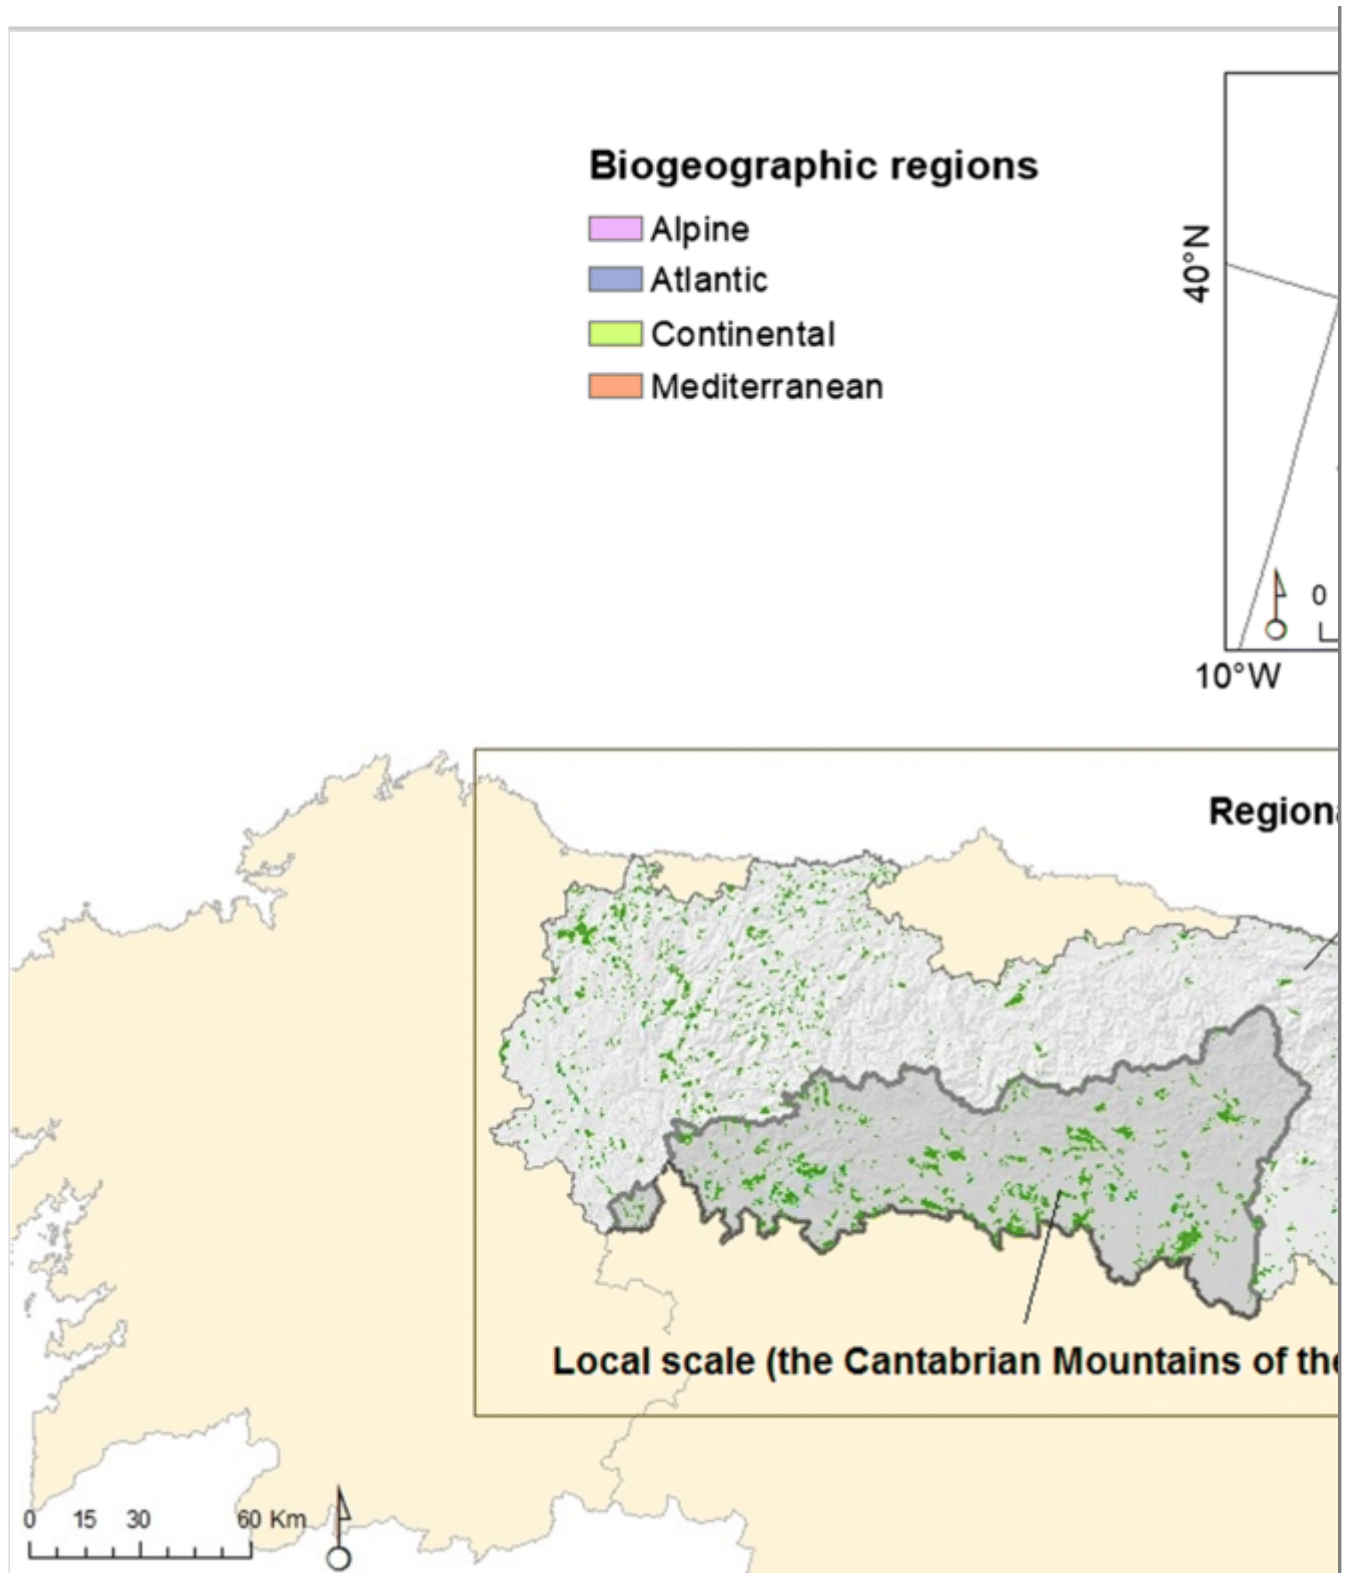 Biogeographic regions
Alpine
Atlantic
Continental
Mediterranean
40°N
0
10°W
Local scale (the Cantabrian Mountains of
0 15 30 60 Km